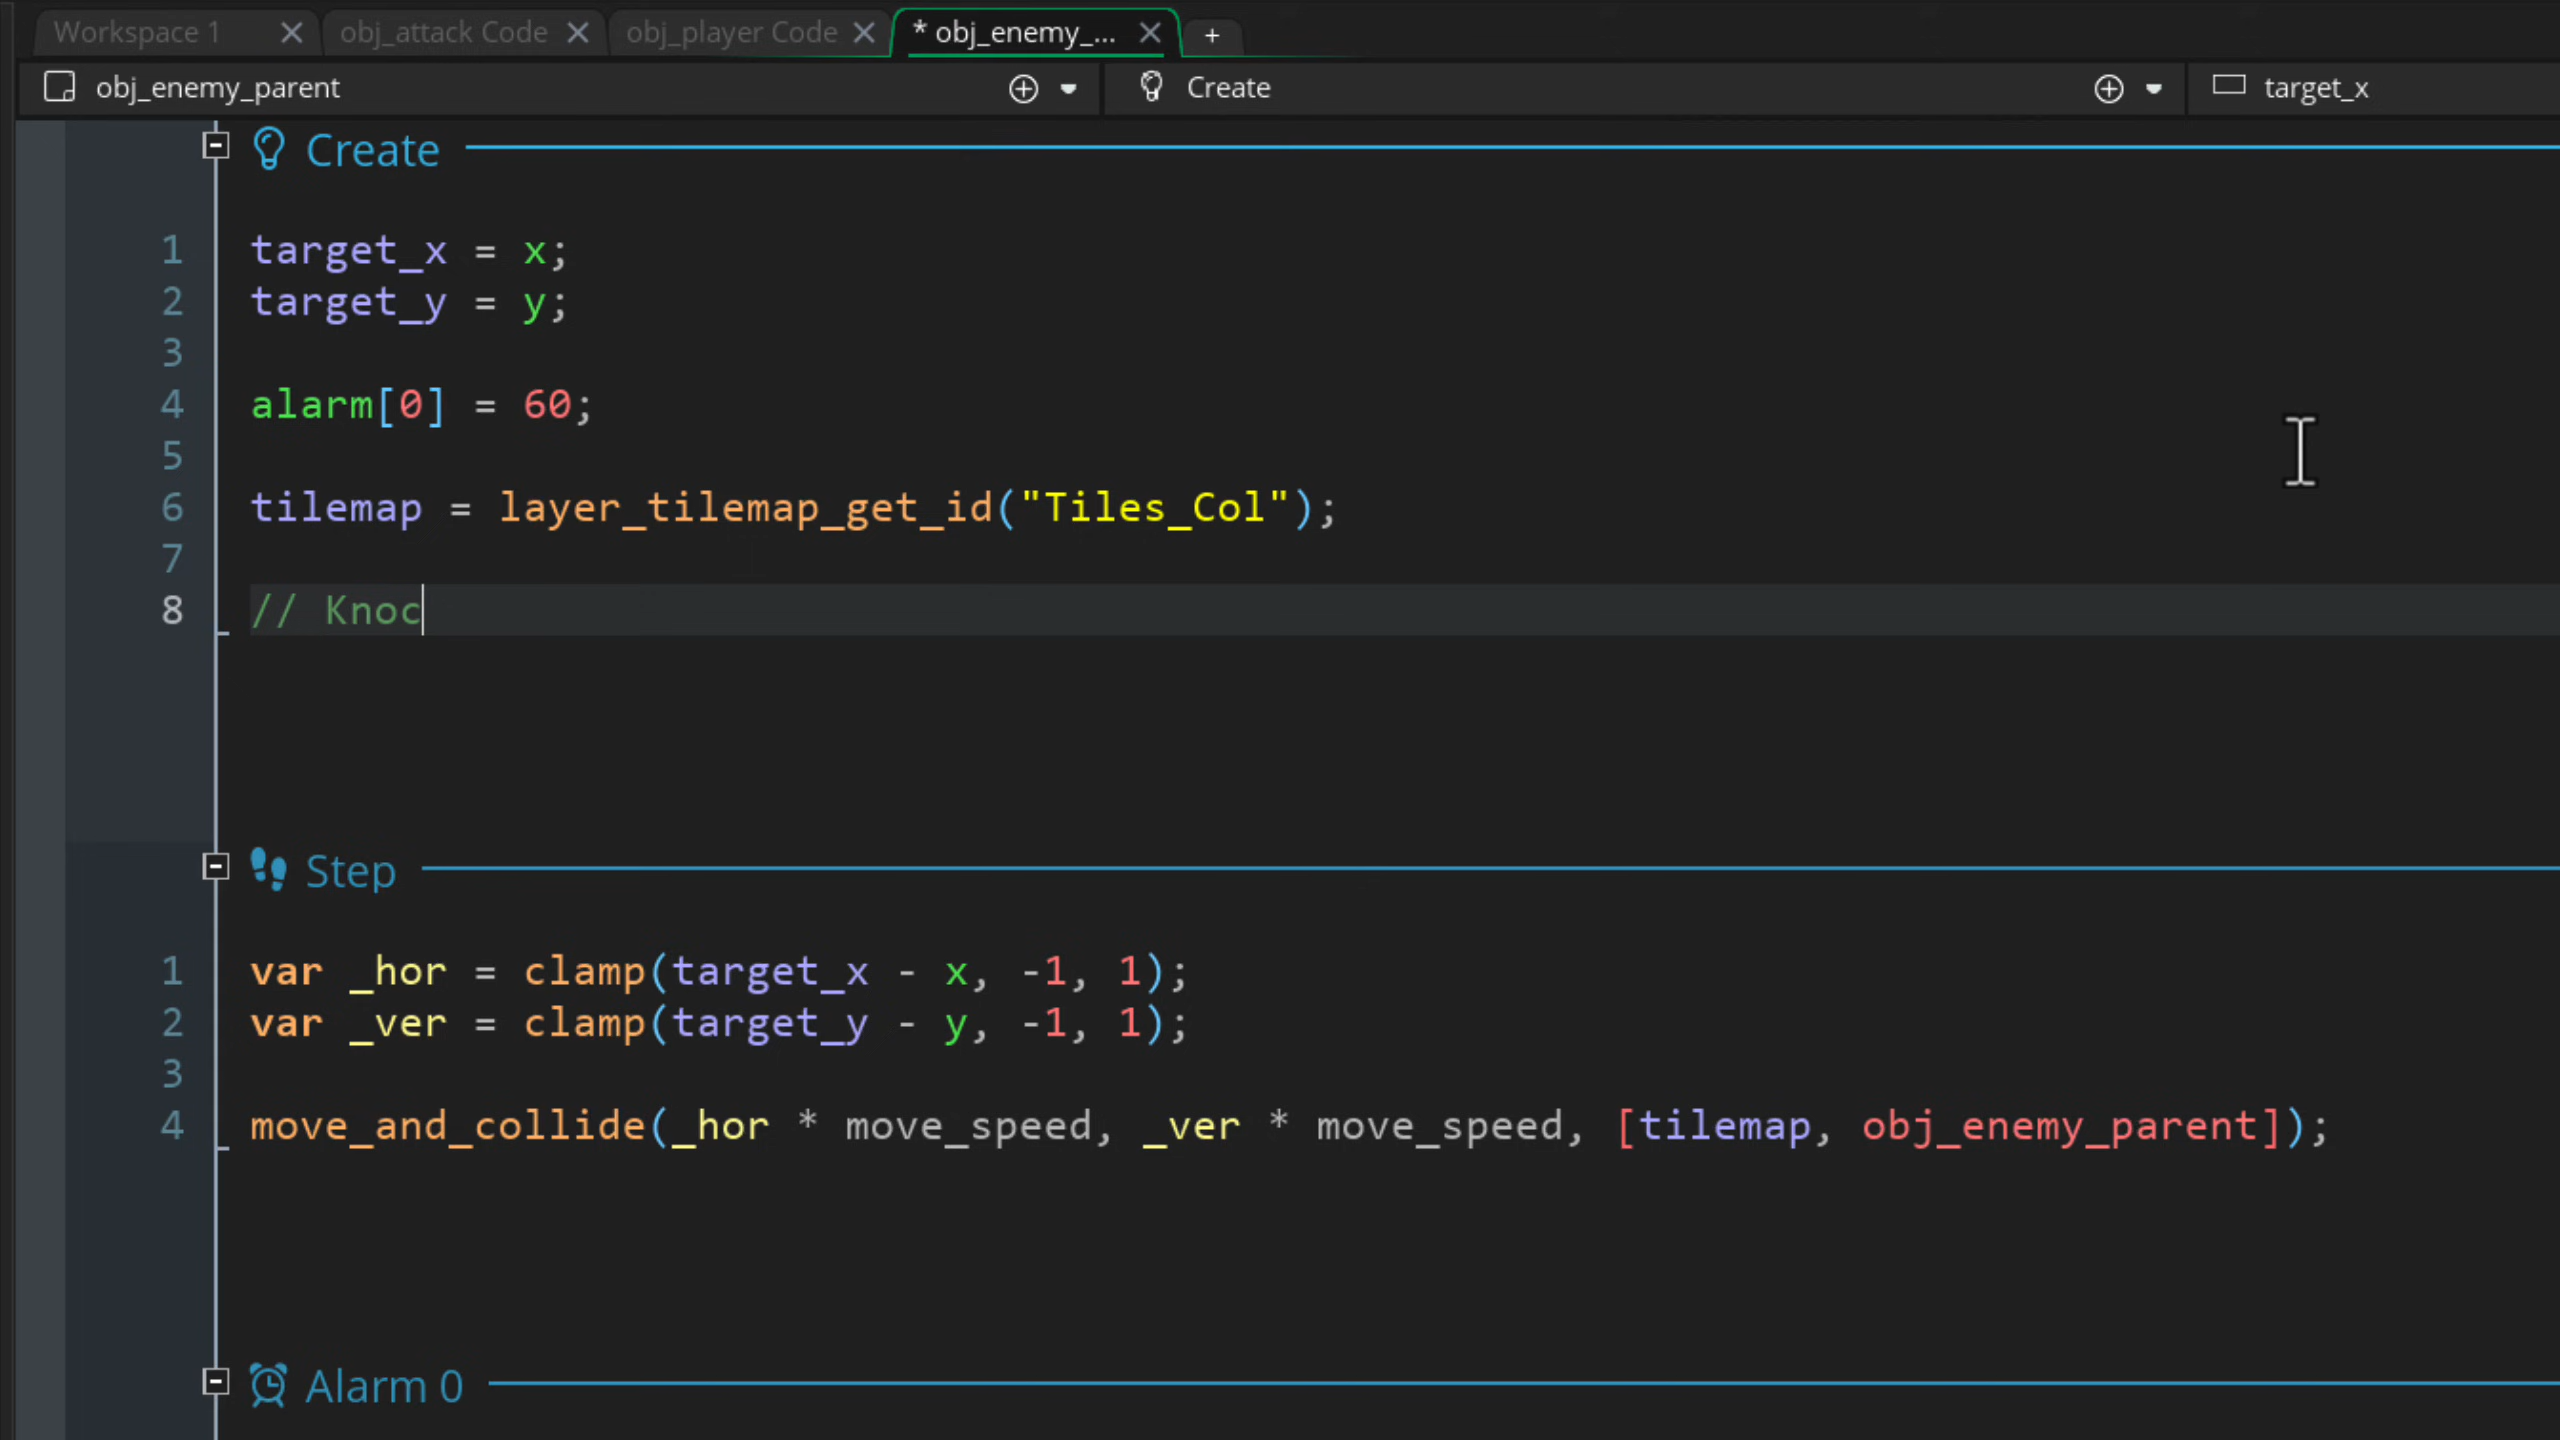 Workspace 1 obj_attack Code obj_player Code * obj_enemy_... +
obj_enemy_parent Create target_x
Create
1 target_x = x;
2 target_y = y;
3
4 alarm[0] = 60;
5
6 tilemap = layer_tilemap_get_id("Tiles_Col");
7
8 // Knoc
Step
1 var _hor = clamp(target_x - x, -1, 1);
2 var _ver = clamp(target_y - y, -1, 1);
3
4 move_and_collide(_hor * move_speed, _ver * move_speed, [tilemap, obj_enemy_parent]);
Alarm 0